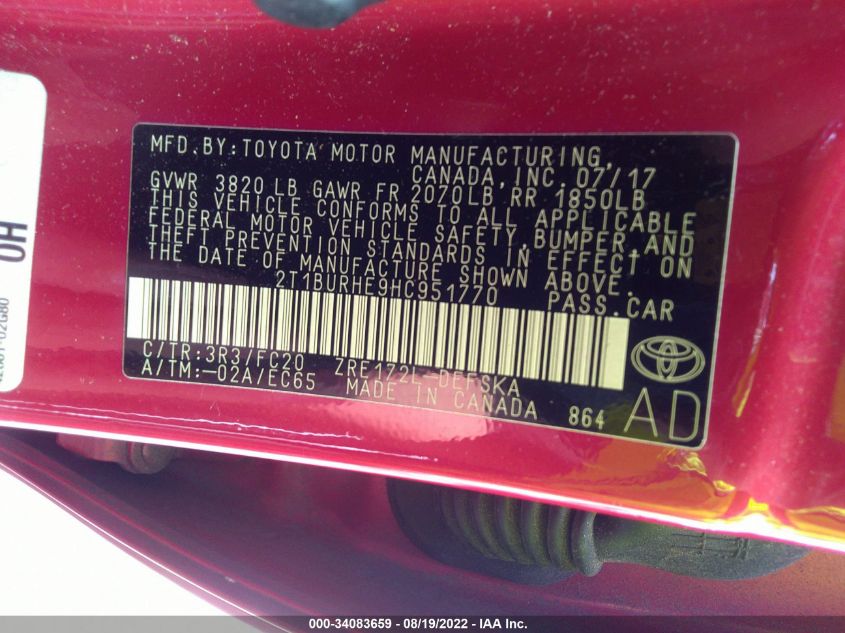 MFD.BY:TOYOTA MOTOR MANUFACTURING,
CANADA,INC. 07/17
GVWR 3820 LB GAWR FR 2070LB RR 1850LB
THIS VEHICLE CONFORMS TO ALL APPLICABLE
FEDERAL MOTOR VEHICLE SAFETY,BUMPER,AND
THEFT PREVENTION STANDARDS IN EFFECT ON
THE DATE OF MANUFACTURE SHOWN ABOVE.
2T1BURHE9HC951770 PASS.CAR
C/TR:3R3/FC20 ZRE172L-DEFSKA
A/TM:-02A/EC65 MADE IN CANADA 864
AD
OH
000-34083659 / 08/19/2022 - IAA Inc.